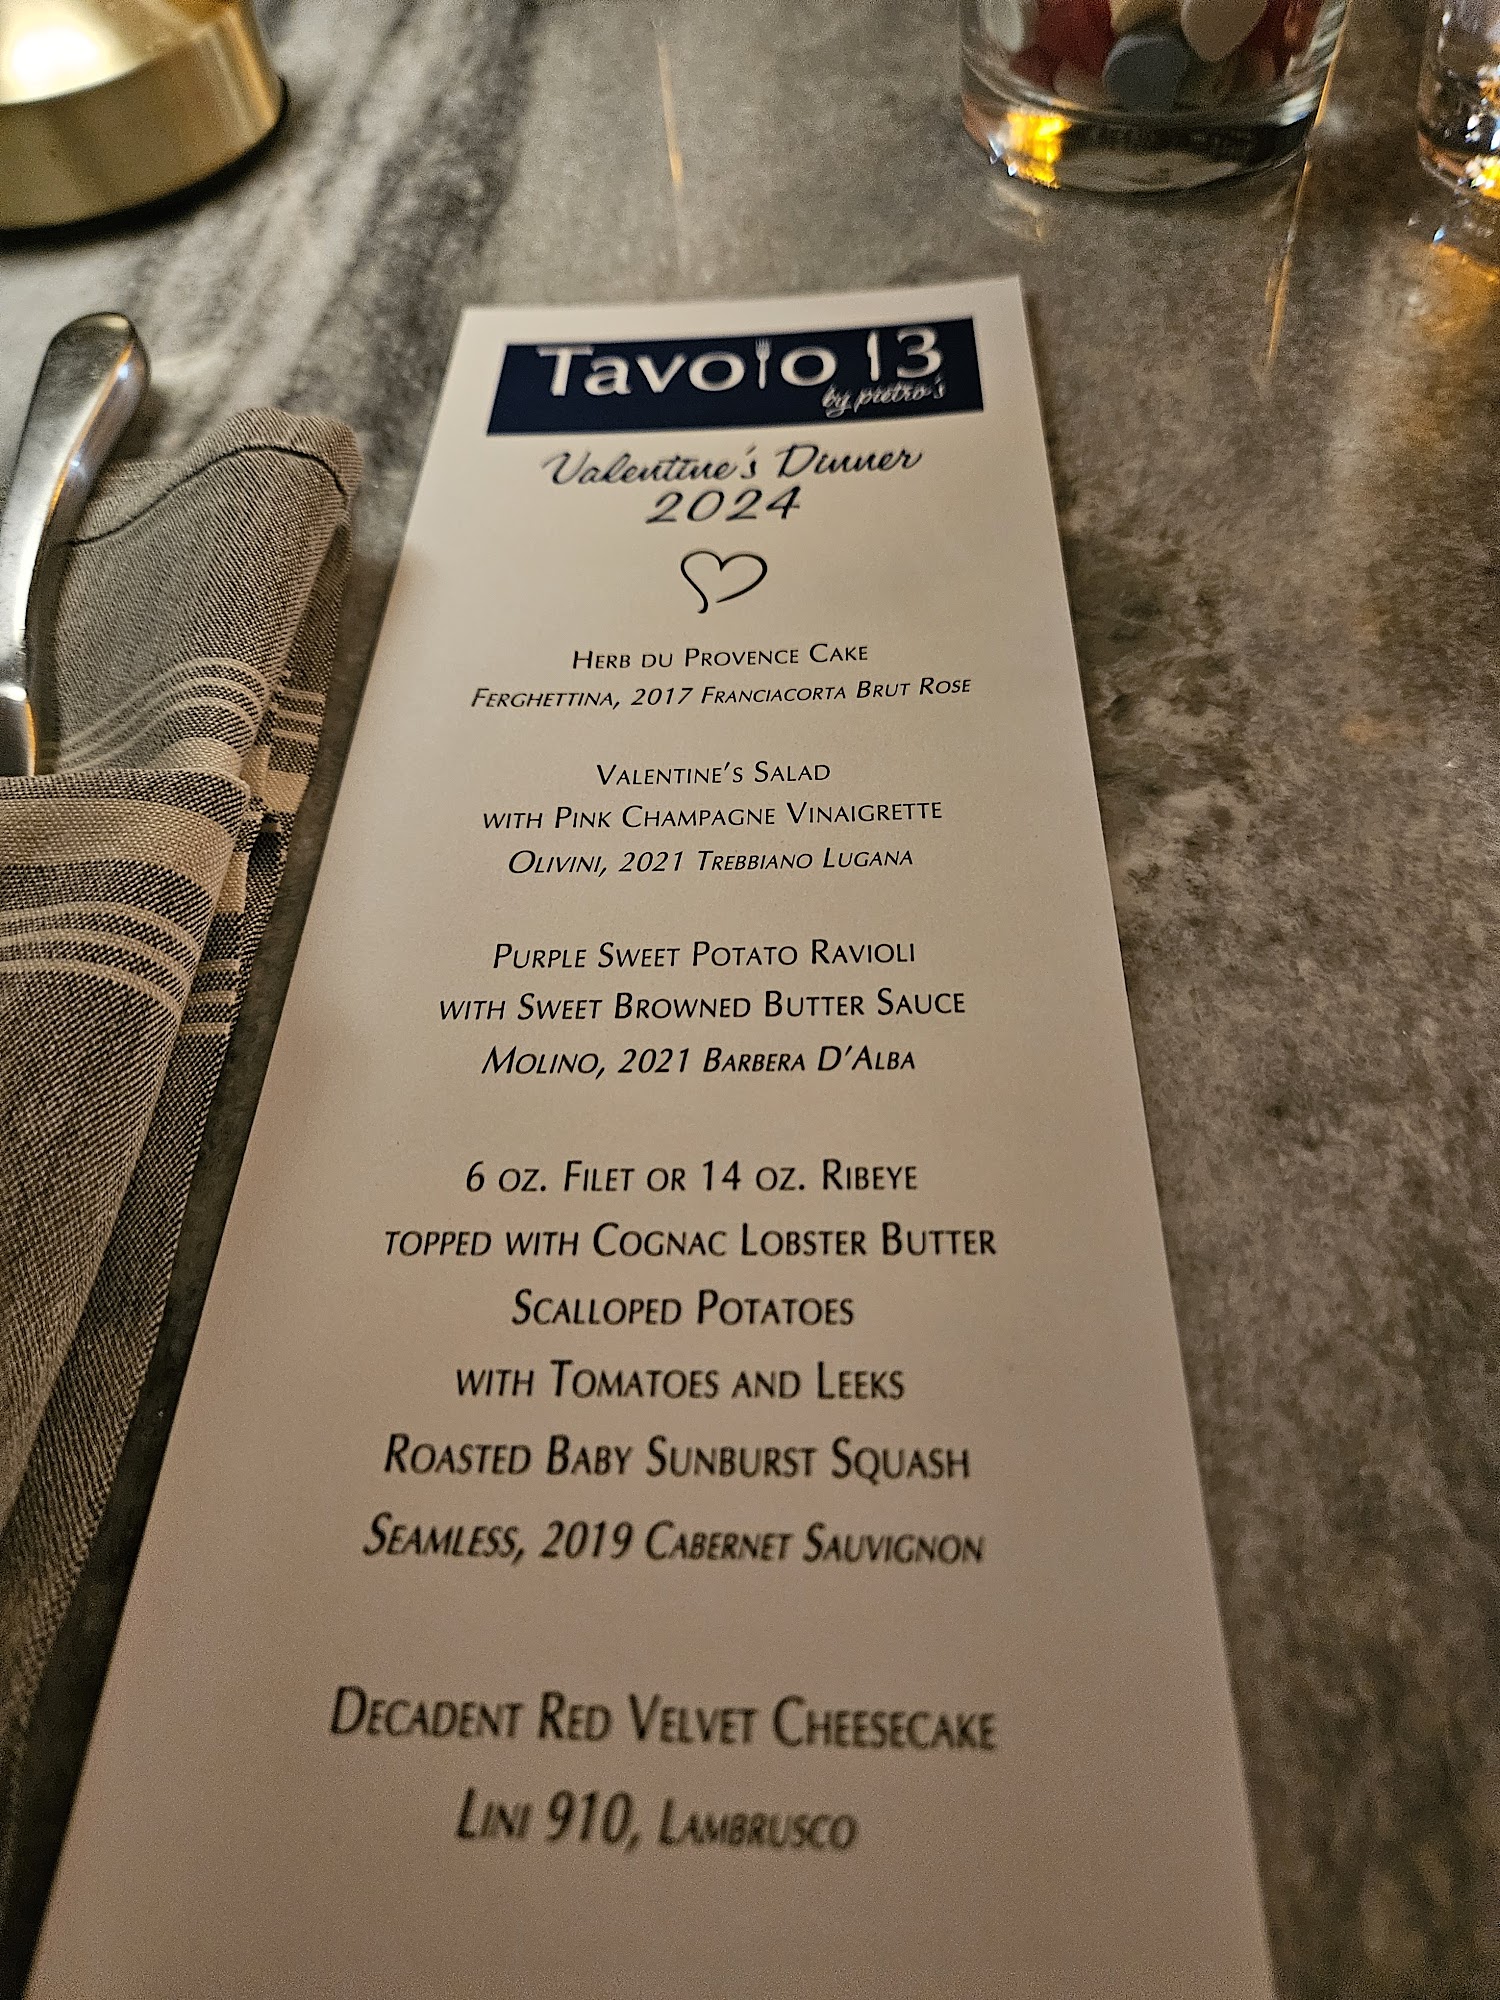 Tavolo 13
by pietro's
Valentine's Dinner
2024
Herb du Provence Cake
Ferghettina, 2017 Franciacorta Brut Rose
Valentine's Salad
with Pink Champagne Vinaigrette
Olivini, 2021 Trebbiano Lugana
Purple Sweet Potato Ravioli
with Sweet Browned Butter Sauce
Molino, 2021 Barbera D'Alba
6 oz. Filet or 14 oz. Ribeye
topped with Cognac Lobster Butter
Scalloped Potatoes
with Tomatoes and Leeks
Roasted Baby Sunburst Squash
Seamless, 2019 Cabernet Sauvignon
Decadent Red Velvet Cheesecake
Lini 910, Lambrusco